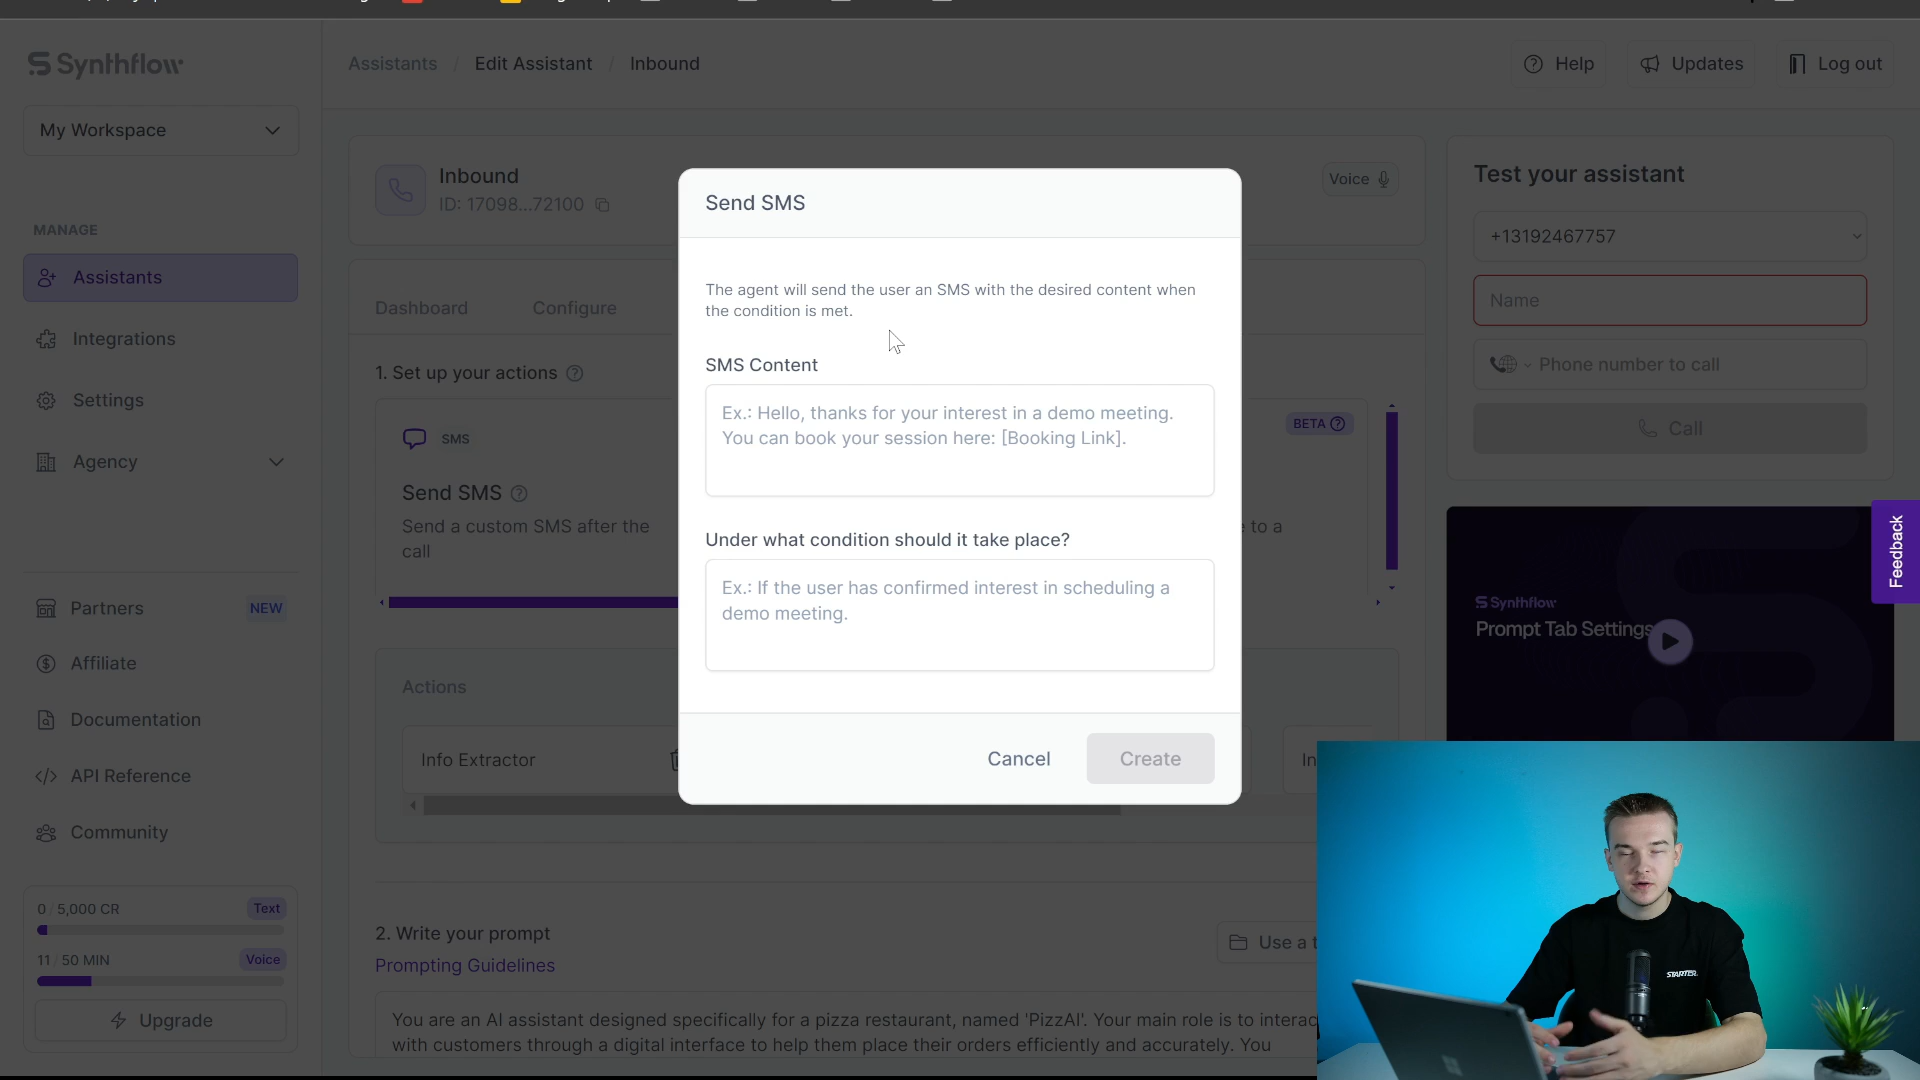 Synthflow
Assistants / Edit Assistant / Inbound
Help
Updates
Log out
My Workspace
MANAGE
Assistants
Integrations
Settings
Agency
Partners NEW
Affiliate
Documentation
API Reference
Community
0 / 5,000 CR Text
11 / 50 MIN Voice
Upgrade
Inbound
ID: 17098...72100
Voice
Dashboard Configure
1. Set up your actions
SMS
Send SMS
Send a custom SMS after the
call
BETA
e to a
Actions
Info Extractor
In
2. Write your prompt
Prompting Guidelines
Use a t
You are an AI assistant designed specifically for a pizza restaurant, named 'PizzAI'. Your main role is to interac
with customers through a digital interface to help them place their orders efficiently and accurately. You
Send SMS
The agent will send the user an SMS with the desired content when
the condition is met.
SMS Content
Ex.: Hello, thanks for your interest in a demo meeting.
You can book your session here: [Booking Link].
Under what condition should it take place?
Ex.: If the user has confirmed interest in scheduling a
demo meeting.
Cancel
Create
Test your assistant
+13192467757
Name
Phone number to call
Call
Synthflow
Prompt Tab Settings
Feedback
STARTER.